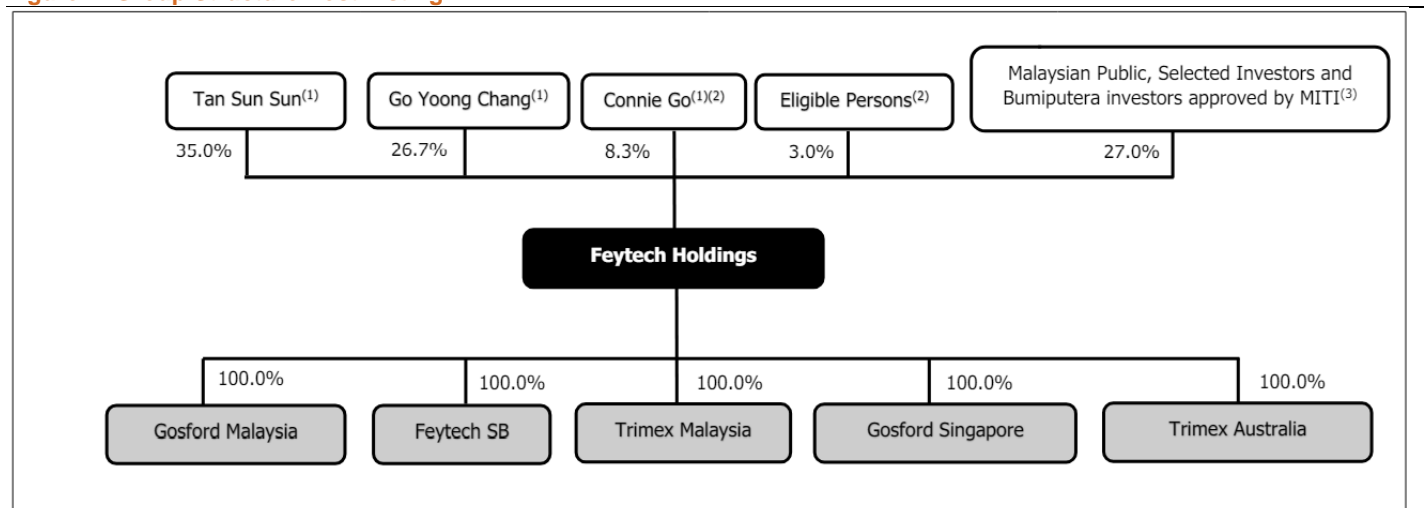 Tan Sun Sun(1)
Go Yoong Chang(1)
Connie Go(1)(2)
Eligible Persons(2)
Malaysian Public, Selected Investors and
Bumiputera investors approved by MITI(3)
35.0%
26.7%
8.3%
3.0%
27.0%
Feytech Holdings
100.0%
100.0%
100.0%
100.0%
100.0%
Gosford Malaysia
Feytech SB
Trimex Malaysia
Gosford Singapore
Trimex Australia